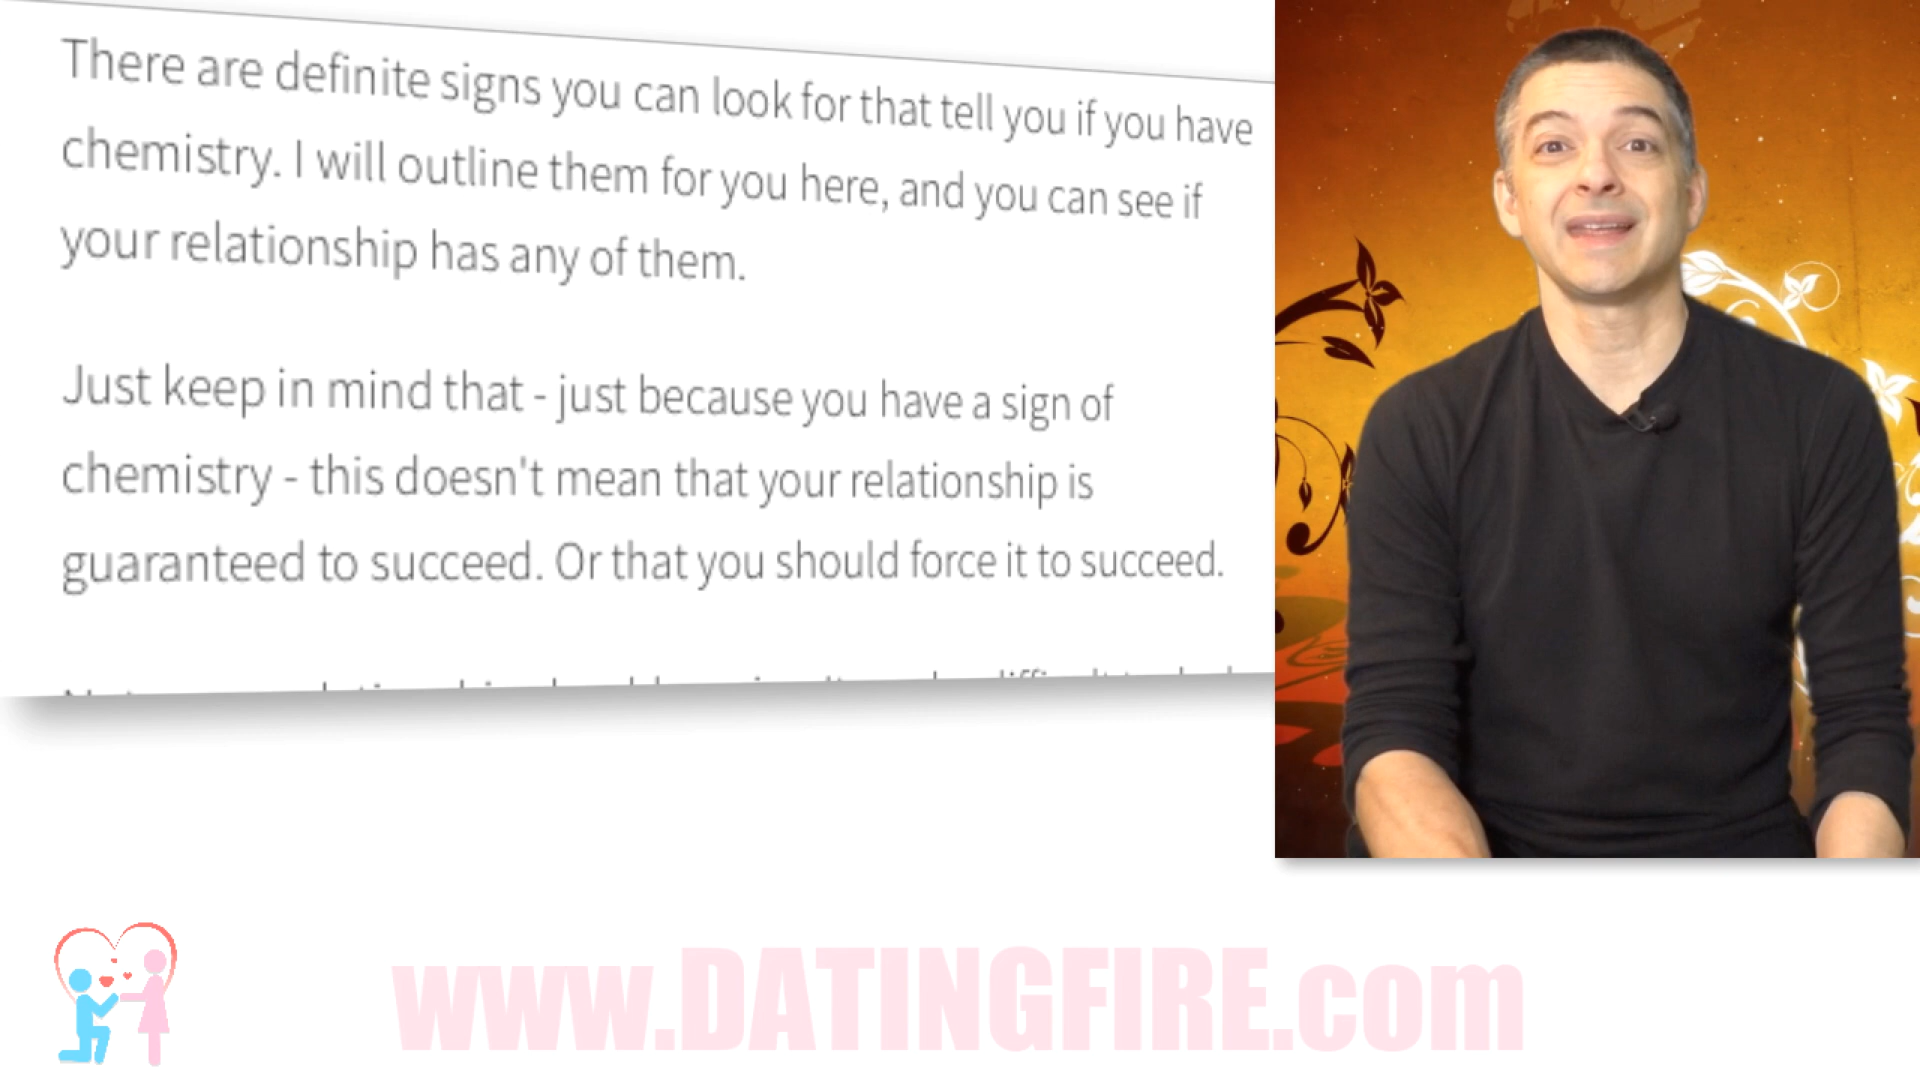 There are definite signs you can look for that tell you if you have
chemistry. I will outline them for you here, and you can see if
your relationship has any of them.
Just keep in mind that - just because you have a sign of
chemistry - this doesn't mean that your relationship is
guaranteed to succeed. Or that you should force it to succeed.
www.DATINGFIRE.com